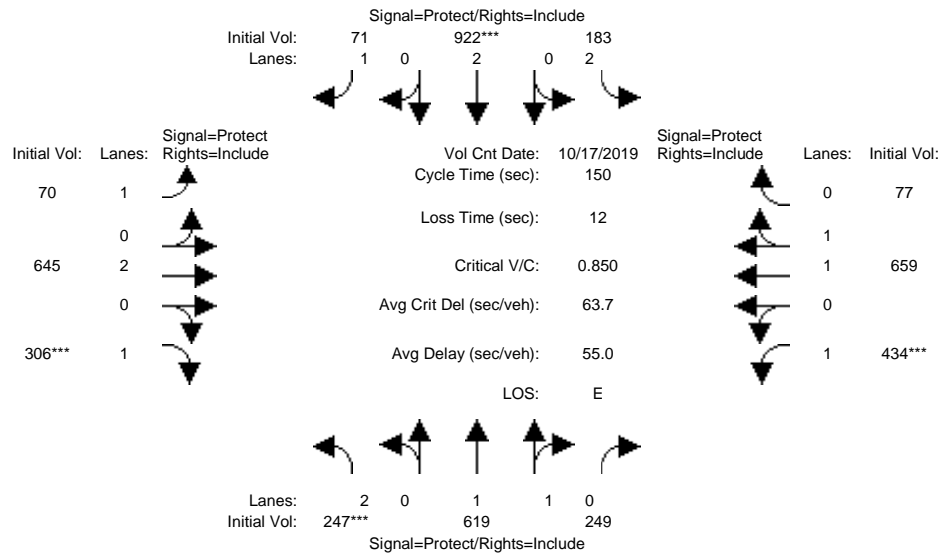 Signal=Protect/Rights=Include
Initial Vol: 71 922*** 183
Lanes: 1 0 2 0 2
Signal=Protect Signal=Protect
Initial Vol: Lanes: Rights=Include Vol Cnt Date: 10/17/2019 Rights=Include Lanes: Initial Vol:
Cycle Time (sec): 150
70 1 0 77
Loss Time (sec): 12
0 1
645 2 Critical V/C: 0.850 1 659
0 Avg Crit Del (sec/veh): 63.7 0
306*** 1 Avg Delay (sec/veh): 55.0 1 434***
LOS: E
Lanes: 2 0 1 1 0
Initial Vol: 247*** 619 249
Signal=Protect/Rights=Include